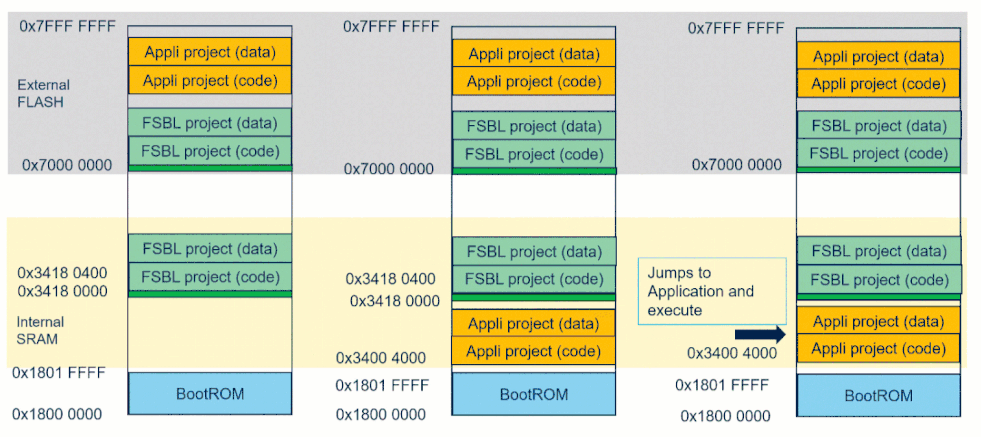 0x7FFF FFFF
Appli project (data)
Appli project (code)
External
FLASH
FSBL project (data)
FSBL project (code)
0x7000 0000
FSBL project (data)
0x3418 0400
FSBL project (code)
0x3418 0000
Internal
SRAM
0x1801 FFFF
BootROM
0x1800 0000
0x7FFF FFFF
Appli project (data)
Appli project (code)
FSBL project (data)
FSBL project (code)
0x7000 0000
FSBL project (data)
0x3418 0400
FSBL project (code)
0x3418 0000
Appli project (data)
Appli project (code)
0x3400 4000
0x1801 FFFF
BootROM
0x1800 0000
0x7FFF FFFF
Appli project (data)
Appli project (code)
FSBL project (data)
FSBL project (code)
0x7000 0000
FSBL project (data)
FSBL project (code)
Jumps to
Application and
execute
Appli project (data)
Appli project (code)
0x3400 4000
0x1801 FFFF
BootROM
0x1800 0000